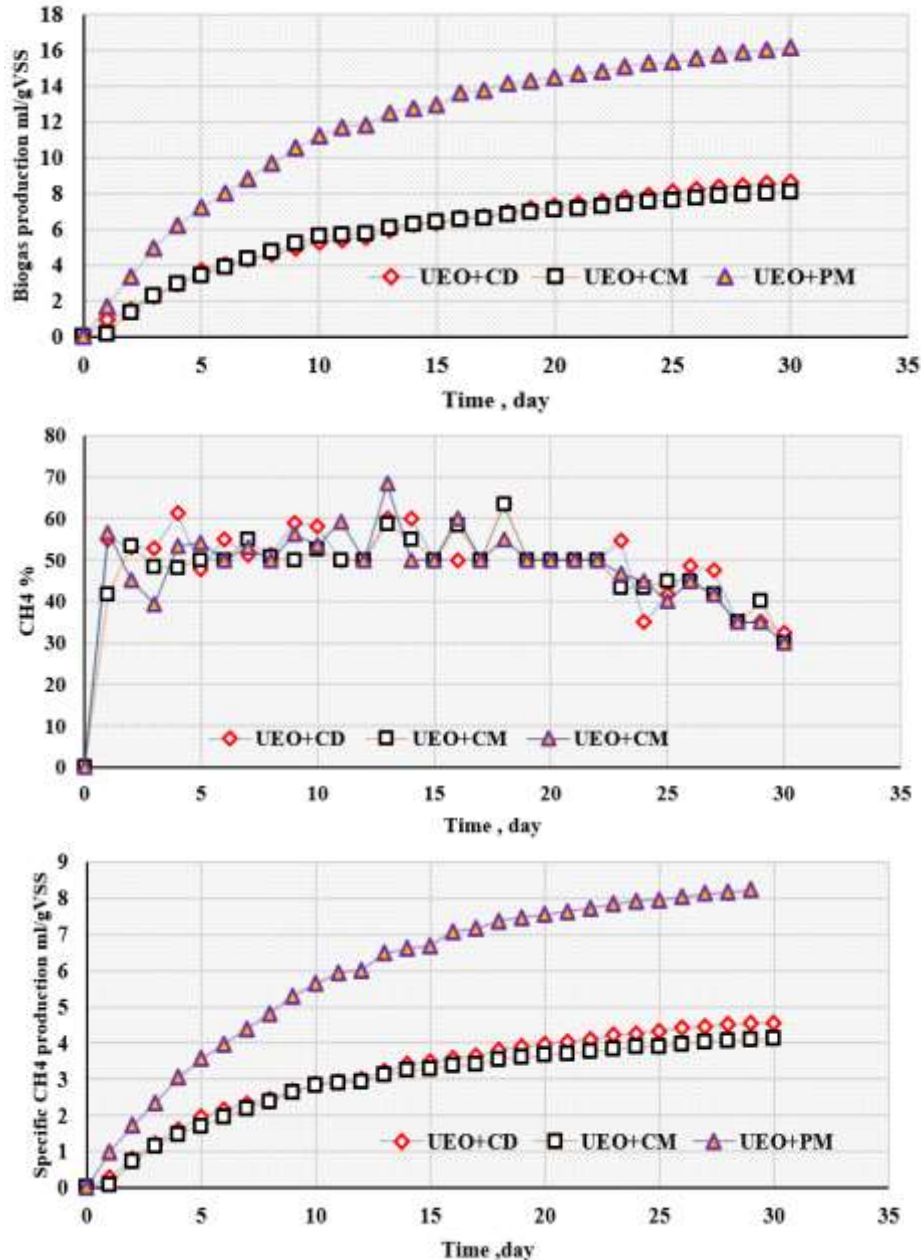 18
16
14
12
10
8
6
4
2
0
Biogas production ml/gVSS
UEO+CD UEO+CM UEO+PM
0 5 10 15 20 25 30 35
Time , day
80
70
60
50
40
30
20
10
0
CH4 %
UEO+CD UEO+CM UEO+CM
0 5 10 15 20 25 30 35
Time , day
9
8
7
6
5
4
3
2
1
0
Specific CH4 production ml/gVSS
UEO+CD UEO+CM UEO+PM
0 5 10 15 20 25 30 35
Time ,day